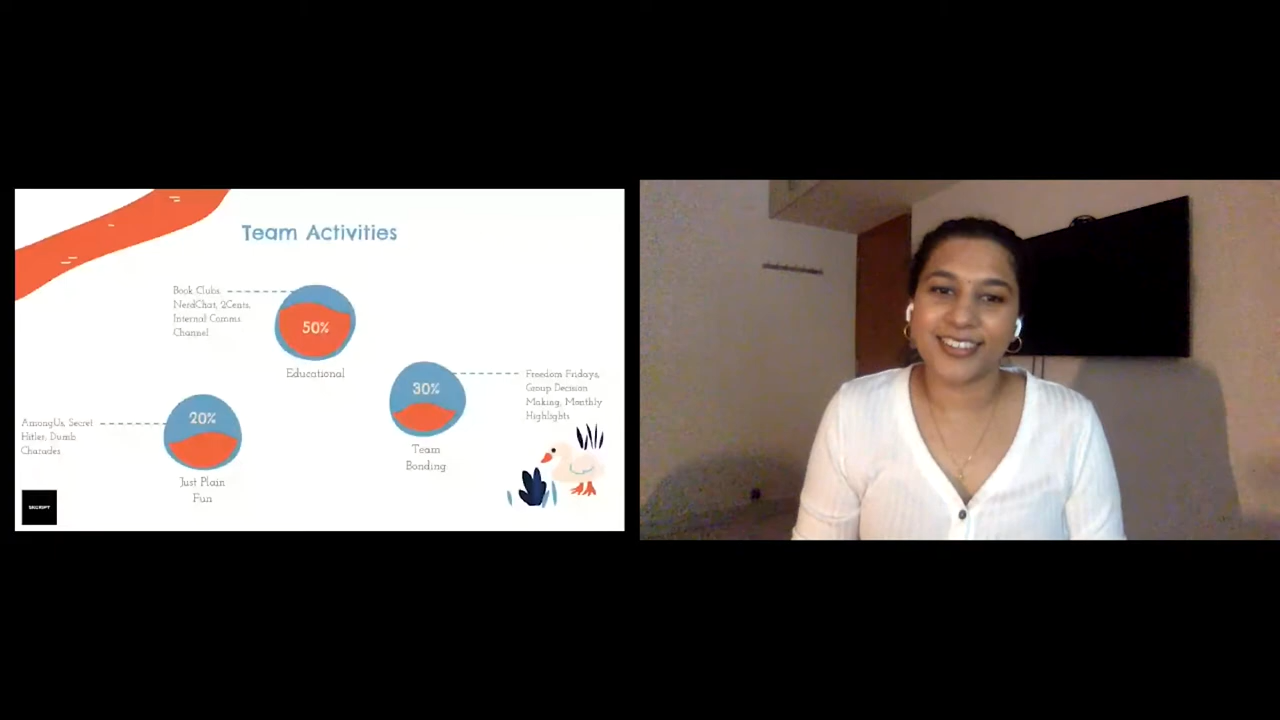 Team Activities
Book Clubs,
NerdChat, 2Cents,
Internal Comms
Channel
50%
Educational
Freedom Fridays,
Group Decision
Making, Monthly
Highlights
30%
Team
Bonding
AmongUs, Secret
Hitler, Dumb
Charades
20%
Just Plain
Fun
SKCRIPT